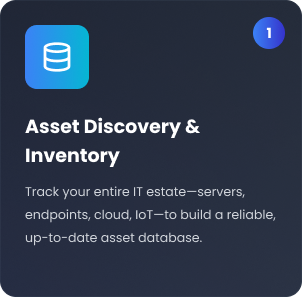 1
Asset Discovery &
Inventory
Track your entire IT estate—servers,
endpoints, cloud, IoT—to build a reliable,
up-to-date asset database.